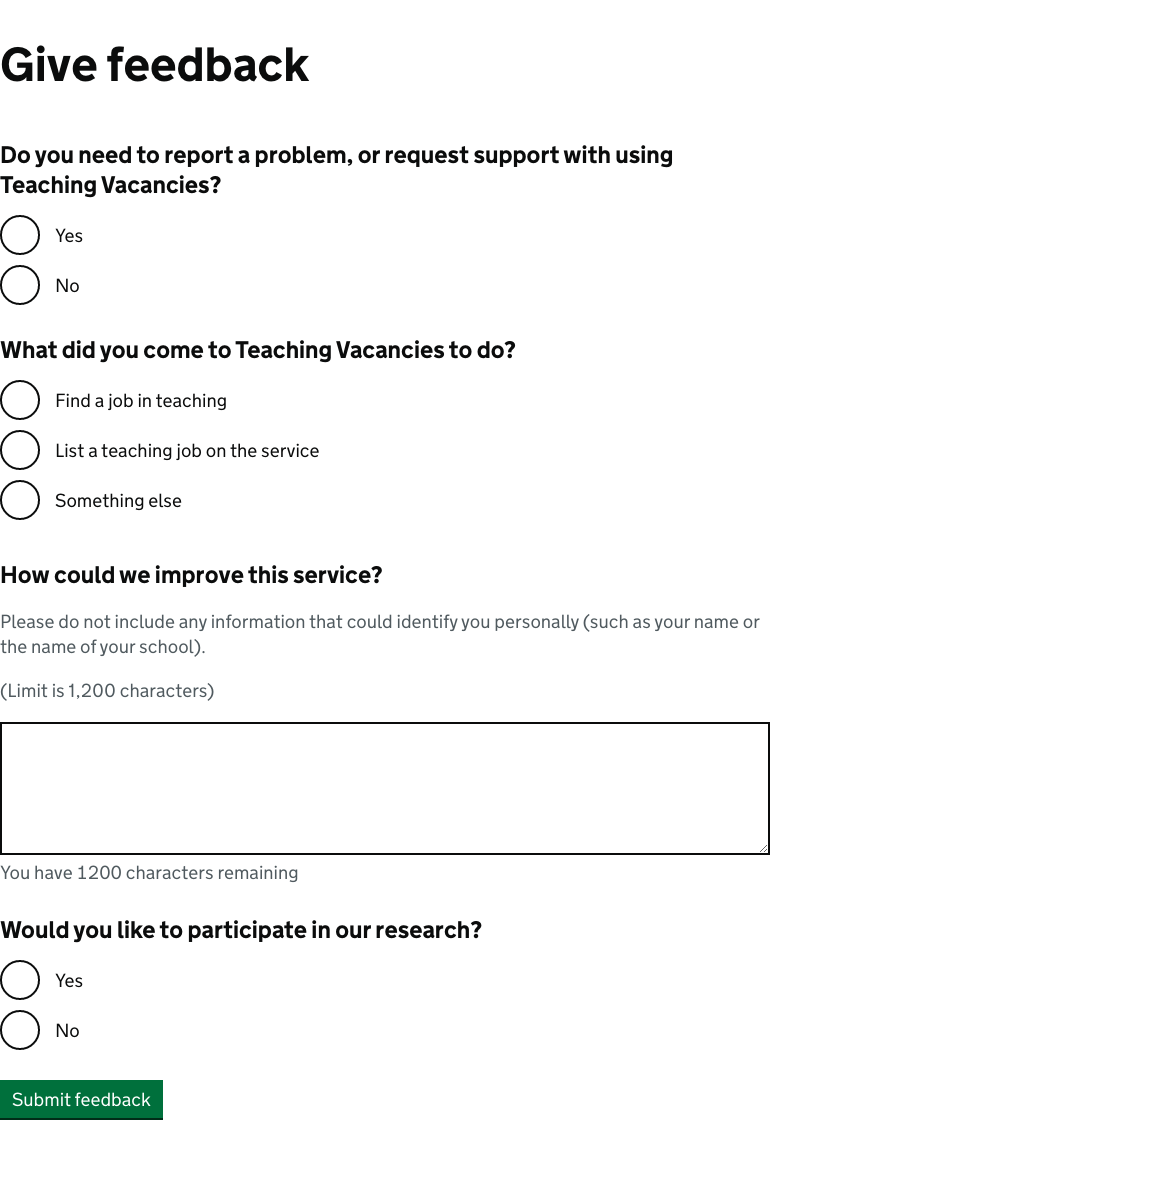 Give feedback
Do you need to report a problem, or request support with using
Teaching Vacancies?
Yes
No
What did you come to Teaching Vacancies to do?
Find a job in teaching
List a teaching job on the service
Something else
How could we improve this service?
Please do not include any information that could identify you personally (such as your name or
the name of your school).
(Limit is 1,200 characters)
You have 1200 characters remaining
Would you like to participate in our research?
Yes
No
Submit feedback